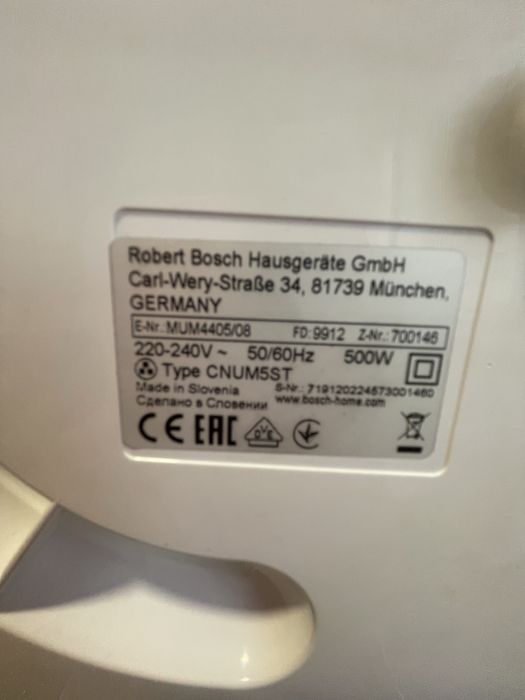 Robert Bosch Hausgeräte GmbH
Carl-Wery-Straße 34, 81739 München,
GERMANY
E-Nr.: MUM4405/08 FD: 9912 Z-Nr.: 700146
220-240V ~ 50/60Hz 500W
Type CNUM5ST
Made in Slovenia S-Nr.: 719120224573001460
Сделано в Словении www.bosch-home.com
CE EAC OVE